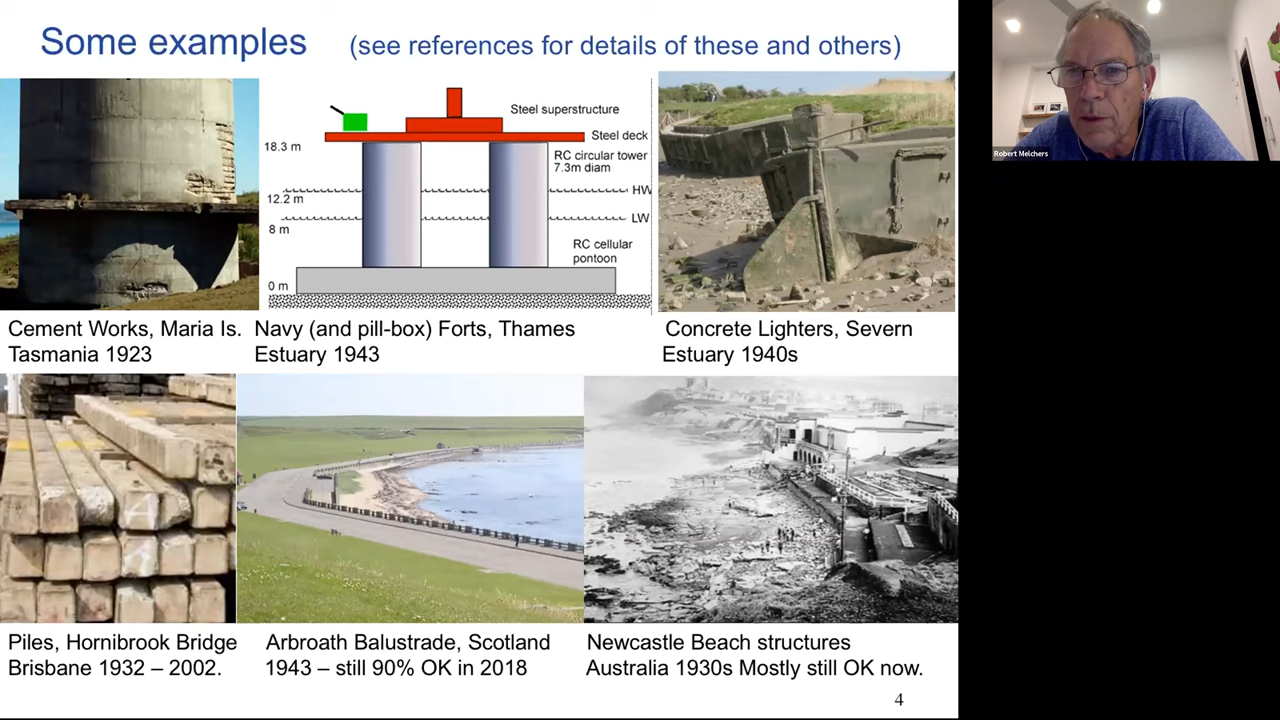 Some examples (see references for details of these and others)
Robert Melchers
Steel superstructure
Steel deck
18.3 m
RC circular tower
7.3m diam
HW
12.2 m
LW
8 m
RC cellular
pontoon
0 m
Cement Works, Maria Is.
Tasmania 1923
Navy (and pill-box) Forts, Thames
Estuary 1943
Concrete Lighters, Severn
Estuary 1940s
Piles, Hornibrook Bridge
Brisbane 1932 – 2002.
Arbroath Balustrade, Scotland
1943 – still 90% OK in 2018
Newcastle Beach structures
Australia 1930s Mostly still OK now.
4